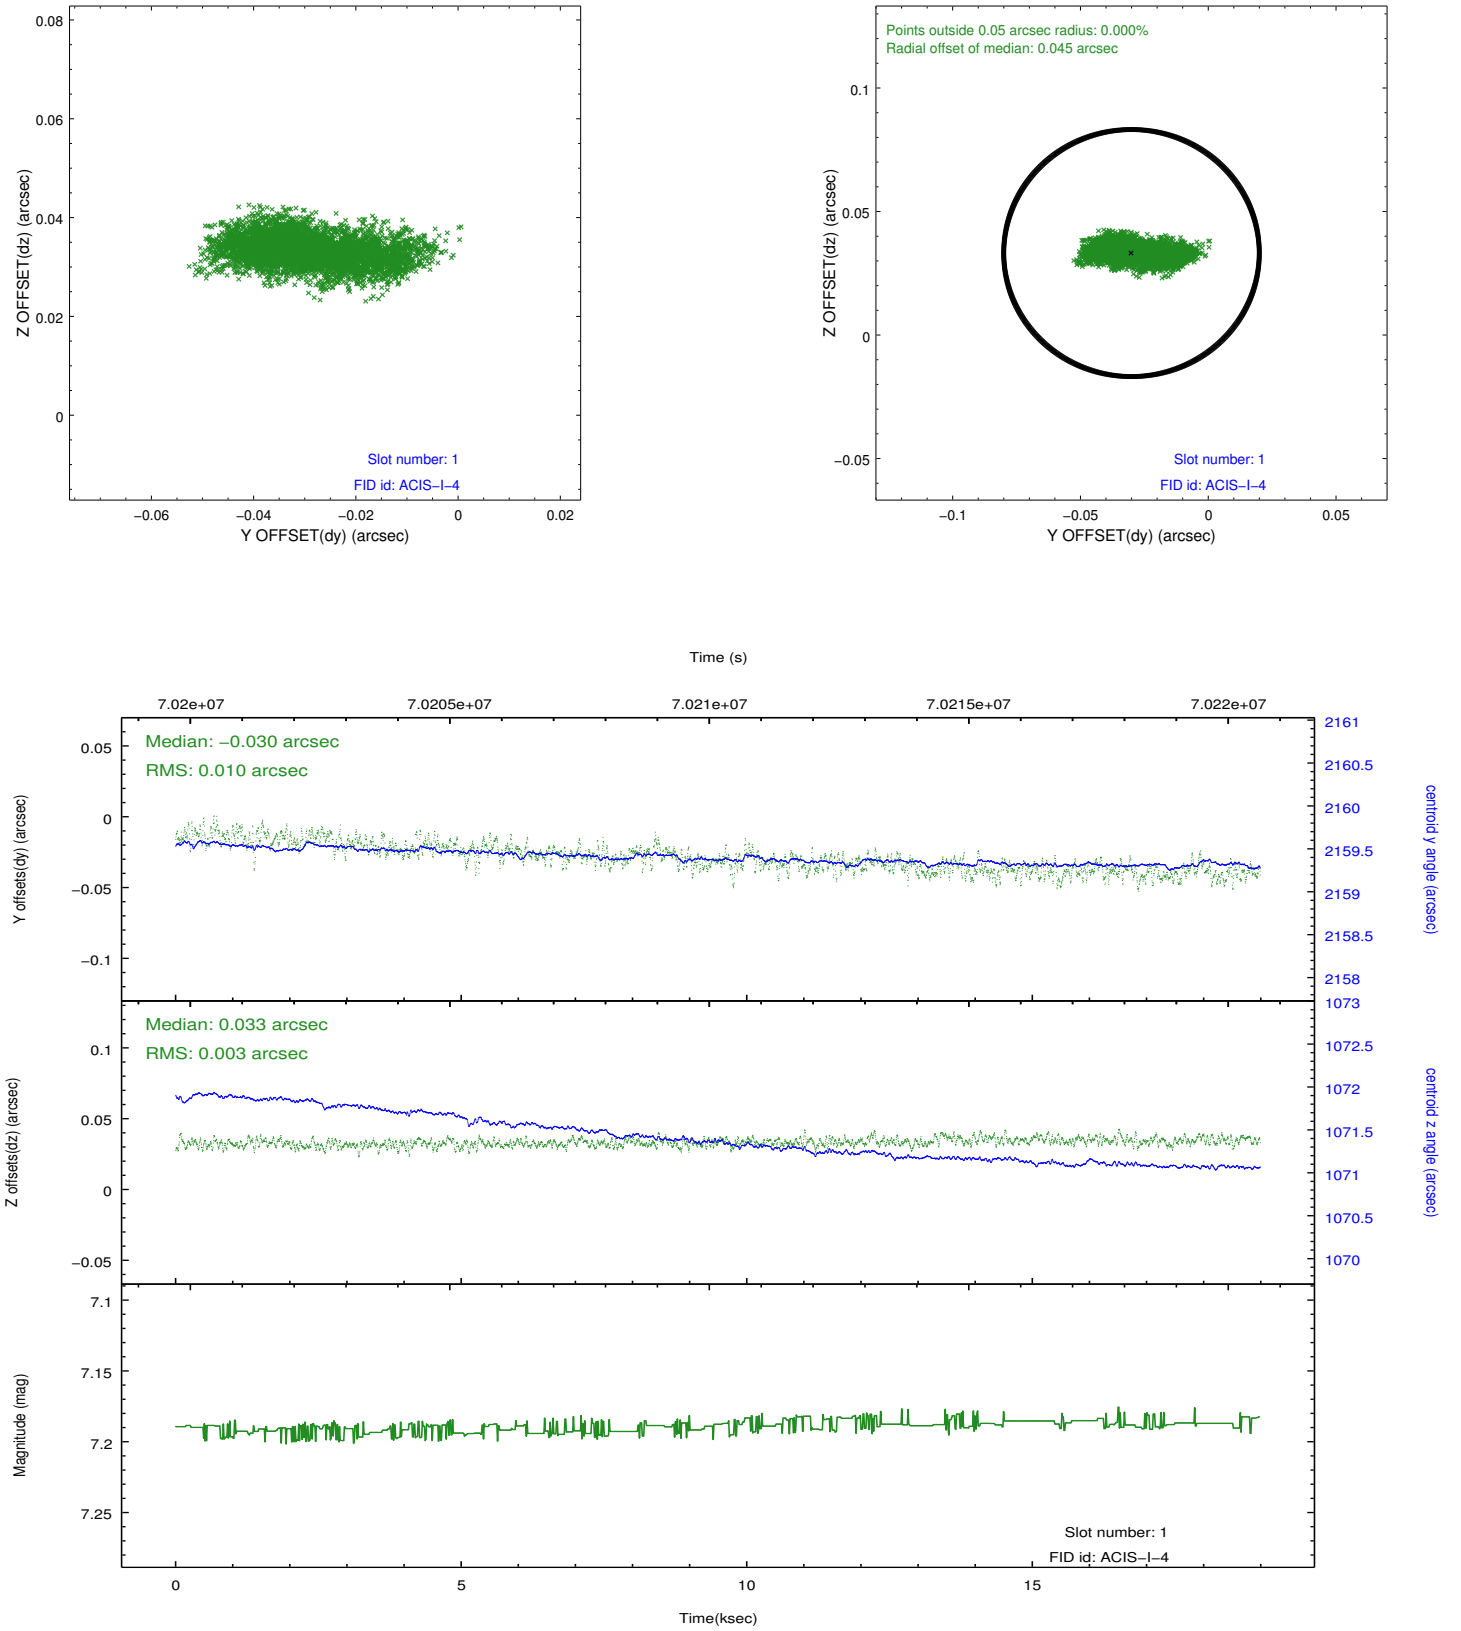 0.08
0.06
0.04
0.02
0
Z OFFSET(dz) (arcsec)
Slot number: 1
FID id: ACIS−I−4
−0.06 −0.04 −0.02 0 0.02
Y OFFSET(dy) (arcsec)
Points outside 0.05 arcsec radius: 0.000%
Radial offset of median: 0.045 arcsec
0.1
0.05
0
−0.05
Z OFFSET(dz) (arcsec)
Slot number: 1
FID id: ACIS−I−4
−0.1 −0.05 0 0.05
Y OFFSET(dy) (arcsec)
Time (s)
7.02e+07 7.0205e+07 7.021e+07 7.0215e+07 7.022e+07
Median: −0.030 arcsec
RMS: 0.010 arcsec
0.05
0
−0.05
−0.1
Y offsets(dy) (arcsec)
2161
2160.5
2160
2159.5
2159
2158.5
2158
centroid y angle (arcsec)
Median: 0.033 arcsec
RMS: 0.003 arcsec
0.1
0.05
0
−0.05
Z offsets(dz) (arcsec)
1073
1072.5
1072
1071.5
1071
1070.5
1070
centroid z angle (arcsec)
7.1
7.15
7.2
7.25
Magnitude (mag)
Slot number: 1
FID id: ACIS−I−4
0 5 10 15
Time(ksec)